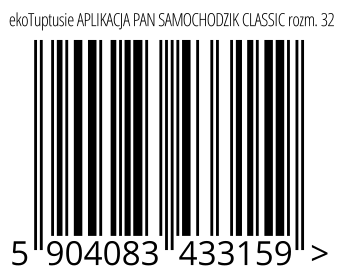 ekoTuptusie APLIKACJA PAN SAMOCHODZIK CLASSIC rozm. 32
5 904083 433159 >